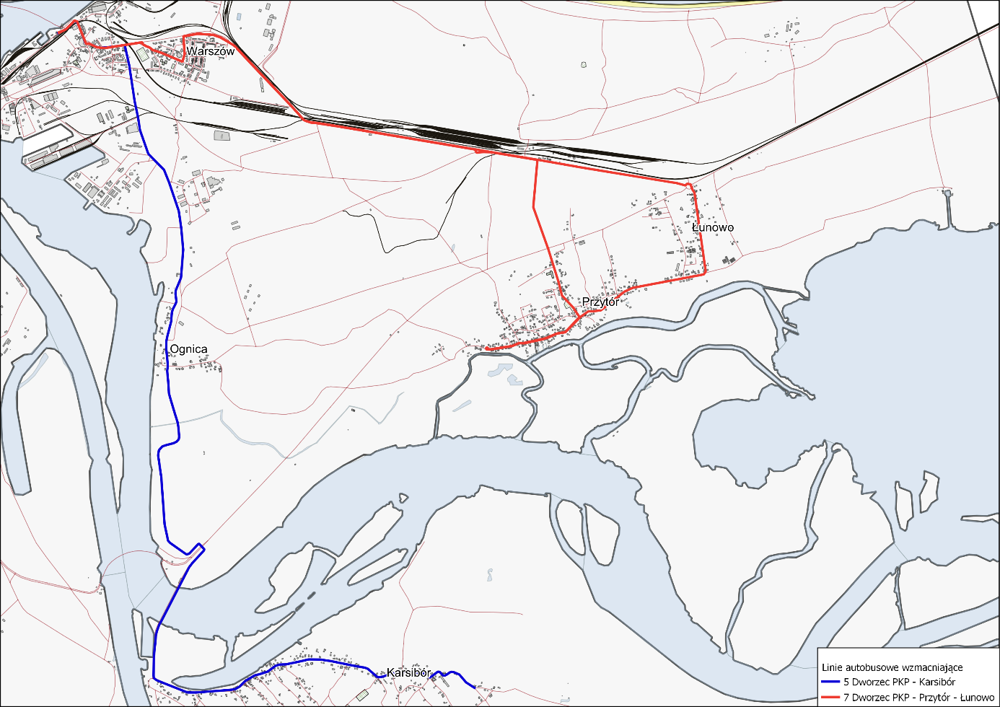 Warszów
Łunowo
Przytór
Ognica
Karsibór
Linie autobusowe wzmacniające
5 Dworzec PKP - Karsibór
7 Dworzec PKP - Przytór - Łunowo